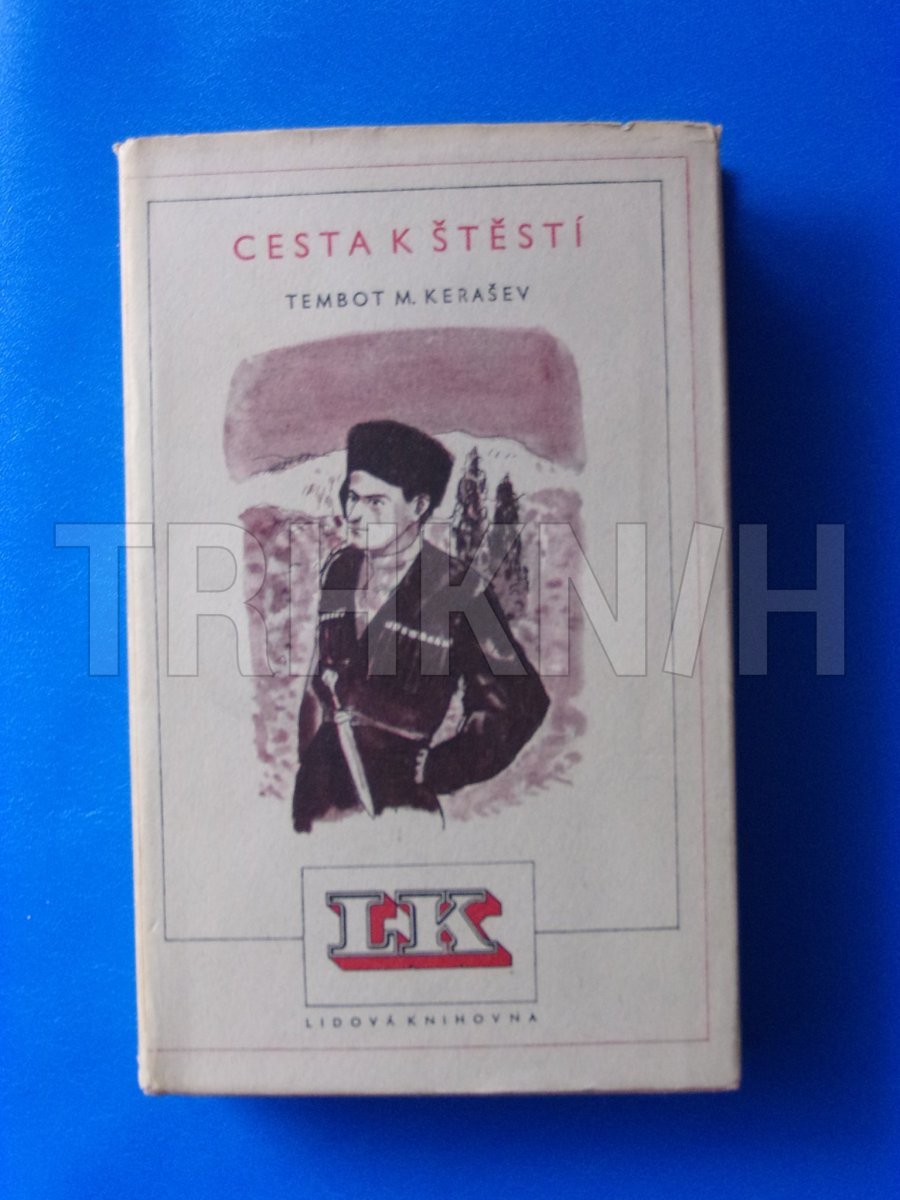 CESTA K ŠTĚSTÍ
TEMBOT M. KERAŠEV
TRHKNIH
LK
LIDOVÁ KNIHOVNA